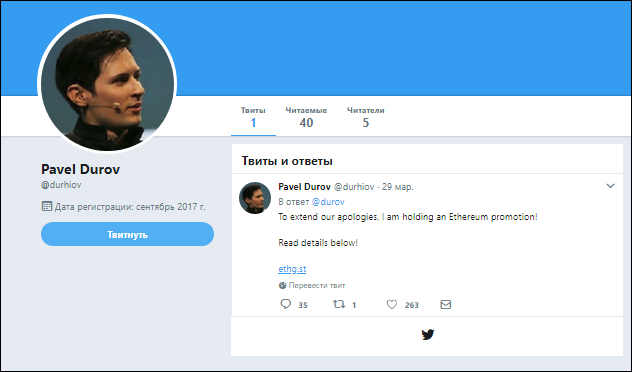 Твиты Читаемые Читатели
1 40 5
Pavel Durov
@durhiov
Дата регистрации: сентябрь 2017 г.
Твитнуть
Твиты и ответы
Pavel Durov @durhiov · 29 мар.
В ответ @durov
To extend our apologies, I am holding an Ethereum promotion!
Read details below!
ethg.st
Перевести твит
35 1 263